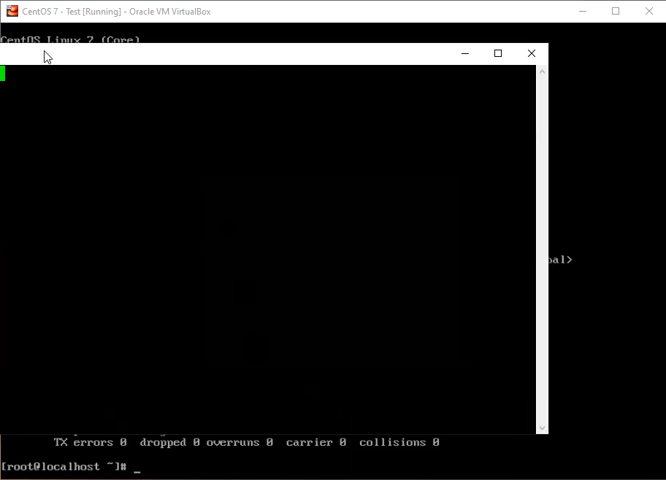 CentOS 7 - Test [Running] - Oracle VM VirtualBox
CentOS Linux 7 (Core)
TX errors 0 dropped 0 overruns 0 carrier 0 collisions 0
[root@localhost ~]# _